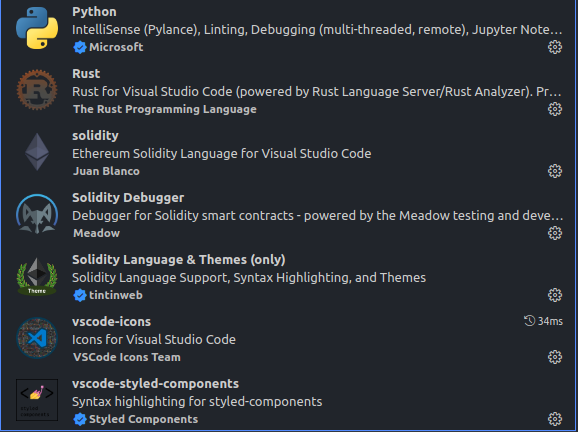 Python
IntelliSense (Pylance), Linting, Debugging (multi-threaded, remote), Jupyter Note...
Microsoft
Rust
Rust for Visual Studio Code (powered by Rust Language Server/Rust Analyzer). Pr...
The Rust Programming Language
solidity
Ethereum Solidity Language for Visual Studio Code
Juan Blanco
Solidity Debugger
Debugger for Solidity smart contracts - powered by the Meadow testing and deve...
Meadow
Solidity Language & Themes (only)
Solidity Language Support, Syntax Highlighting, and Themes
Theme
tintinweb
vscode-icons
34ms
Icons for Visual Studio Code
VSCode Icons Team
vscode-styled-components
Syntax highlighting for styled-components
styled
components
Styled Components